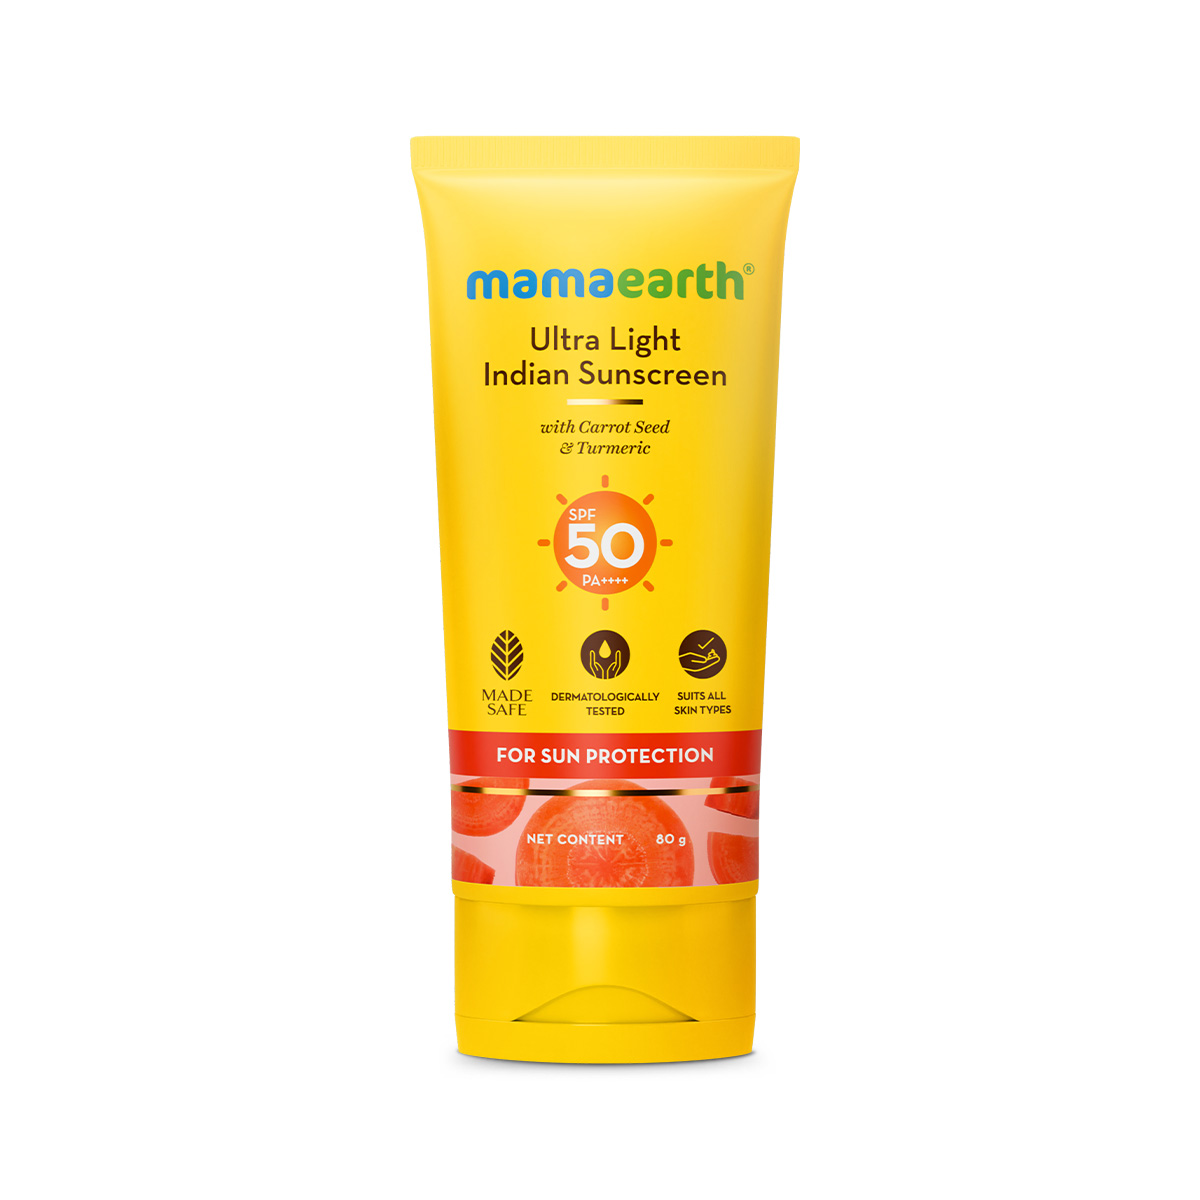 mamaearth®
Ultra Light
Indian Sunscreen
with Carrot Seed
& Turmeric
SPF
50
PA++++
MADE
SAFE
DERMATOLOGICALLY
TESTED
SUITS ALL
SKIN TYPES
FOR SUN PROTECTION
NET CONTENT 80 g